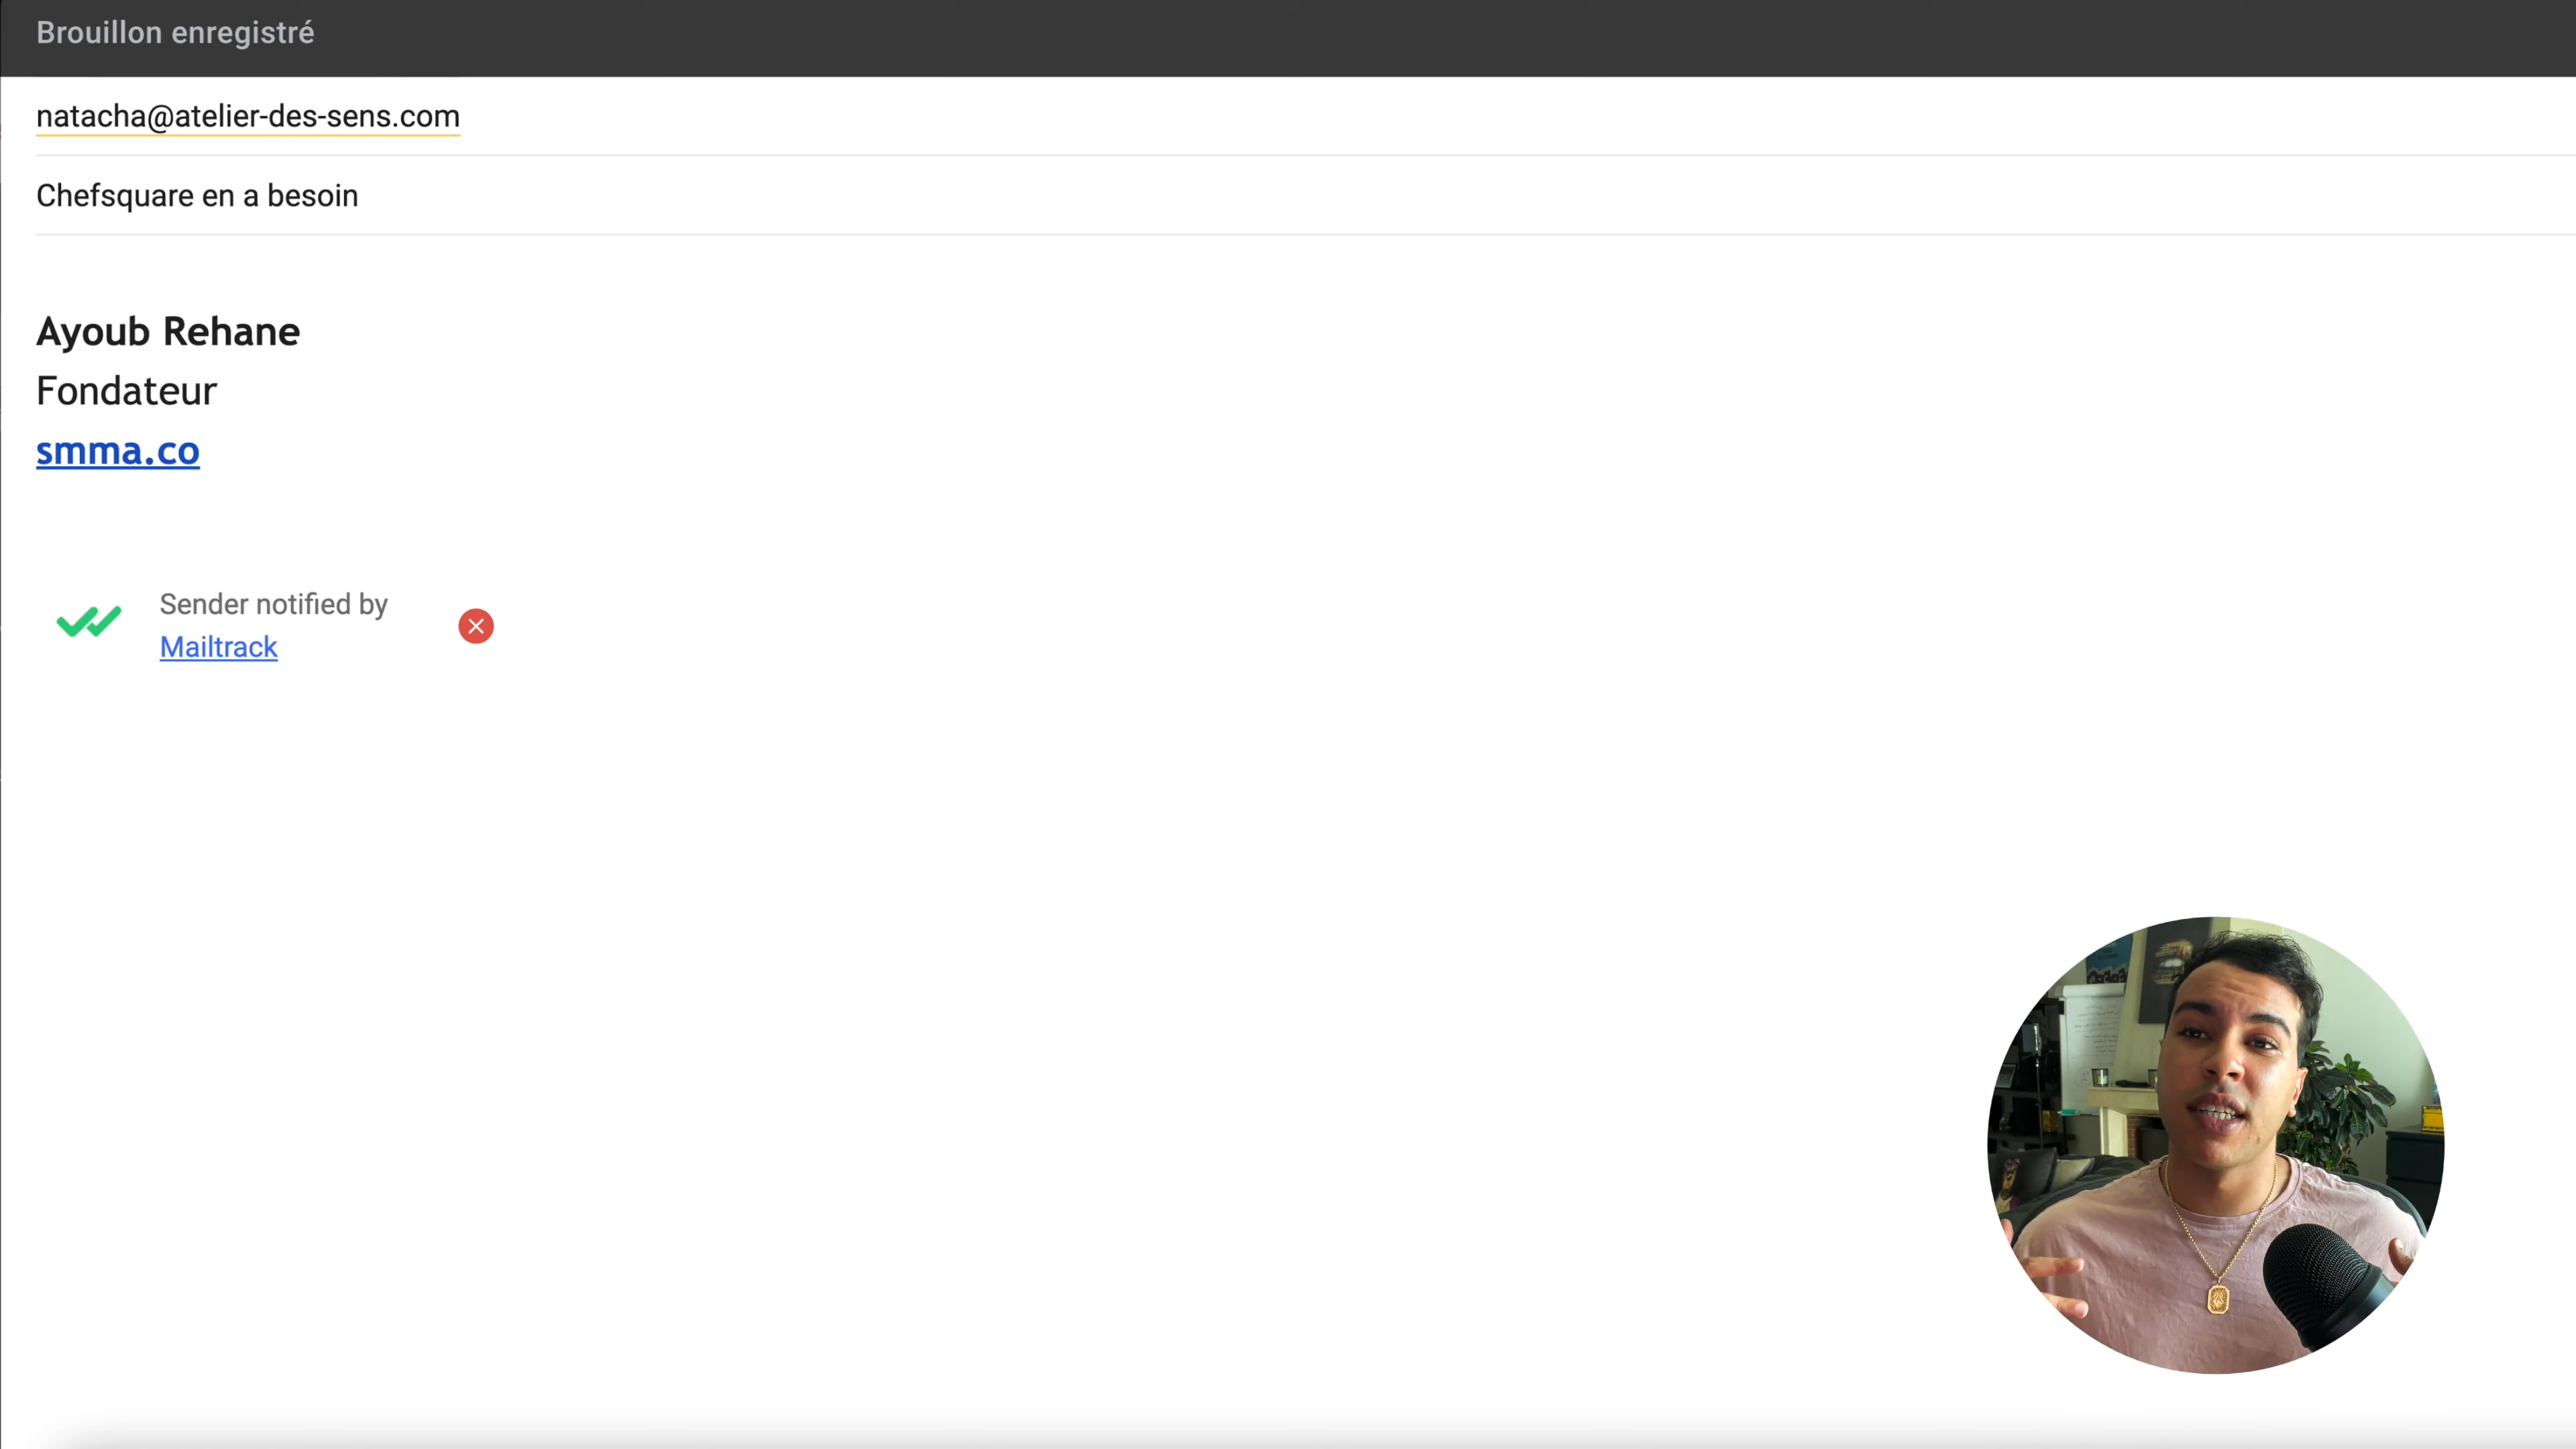 Brouillon enregistré
natacha@atelier-des-sens.com
Chefsquare en a besoin
Ayoub Rehane
Fondateur
smma.co
Sender notified by
Mailtrack